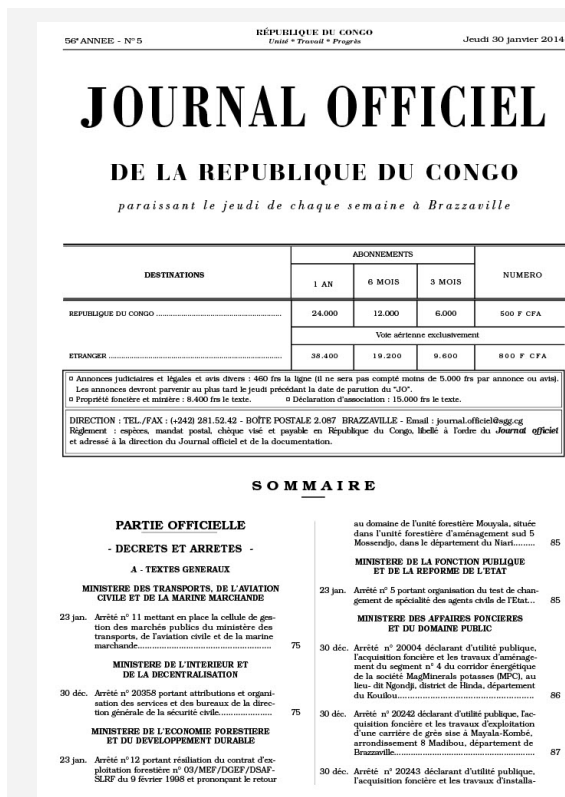 56e ANNEE - N° 5
RÉPUBLIQUE DU CONGO
Unité * Travail * Progrès
Jeudi 30 janvier 2014
JOURNAL OFFICIEL
DE LA REPUBLIQUE DU CONGO
paraissant le jeudi de chaque semaine à Brazzaville
DESTINATIONS
ABONNEMENTS
NUMERO
1 AN
6 MOIS
3 MOIS
REPUBLIQUE DU CONGO ............................................................
24.000
12.000
6.000
500 F CFA
Voie aérienne exclusivement
ETRANGER ....................................................................................
38.400
19.200
9.600
800 F CFA
¤ Annonces judiciaires et légales et avis divers : 460 frs la ligne (il ne sera pas compté moins de 5.000 frs par annonce ou avis).
Les annonces devront parvenir au plus tard le jeudi précédant la date de parution du "JO".
¤ Propriété foncière et minière : 8.400 frs le texte. ¤ Déclaration d'association : 15.000 frs le texte.
DIRECTION : TEL./FAX : (+242) 281.52.42 - BOÎTE POSTALE 2.087 BRAZZAVILLE - Email : journal.officiel@sgg.cg
Règlement : espèces, mandat postal, chèque visé et payable en République du Congo, libellé à l'ordre du Journal officiel
et adressé à la direction du Journal officiel et de la documentation.
SOMMAIRE
PARTIE OFFICIELLE
- DECRETS ET ARRETES -
A - TEXTES GENERAUX
MINISTERE DES TRANSPORTS, DE L'AVIATION
CIVILE ET DE LA MARINE MARCHANDE
23 jan. Arrêté n° 11 mettant en place la cellule de ges-
tion des marchés publics du ministère des
transports, de l'aviation civile et de la marine
marchande.................................................... 75
MINISTERE DE L'INTERIEUR ET
DE LA DECENTRALISATION
30 déc. Arrêté n° 20358 portant attributions et organi-
sation des services et des bureaux de la direc-
tion générale de la sécurité civile..................... 75
MINISTERE DE L'ECONOMIE FORESTIERE
ET DU DEVELOPPEMENT DURABLE
23 jan. Arrêté n° 12 portant résiliation du contrat d'ex-
ploitation forestière n° 03/MEF/DGEF/DSAF-
SLRF du 9 février 1998 et prononçant le retour
au domaine de l'unité forestière Mouyala, située
dans l'unité forestière d'aménagement sud 5
Mossendjo, dans le département du Niari......... 85
MINISTERE DE LA FONCTION PUBLIQUE
ET DE LA REFORME DE L'ETAT
23 jan. Arrêté n° 5 portant organisation du test de chan-
gement de spécialité des agents civils de l'Etat... 85
MINISTERE DES AFFAIRES FONCIERES
ET DU DOMAINE PUBLIC
30 déc. Arrêté n° 20004 déclarant d'utilité publique,
l'acquisition foncière et les travaux d'aménage-
ment du segment n° 4 du corridor énergétique
de la société MagMinerals potasses (MPC), au
lieu- dit Ngondji, district de Hinda, département
du Kouilou..................................................... 86
30 déc. Arrêté n° 20242 déclarant d'utilité publique, l'ac-
quisition foncière et les travaux d'exploitation
d'une carrière de grès sise à Mayala-Kombé,
arrondissement 8 Madibou, département de
Brazzaville...................................................... 87
30 déc. Arrêté n° 20243 déclarant d'utilité publique,
l'acquisition foncière et les travaux d'installa-